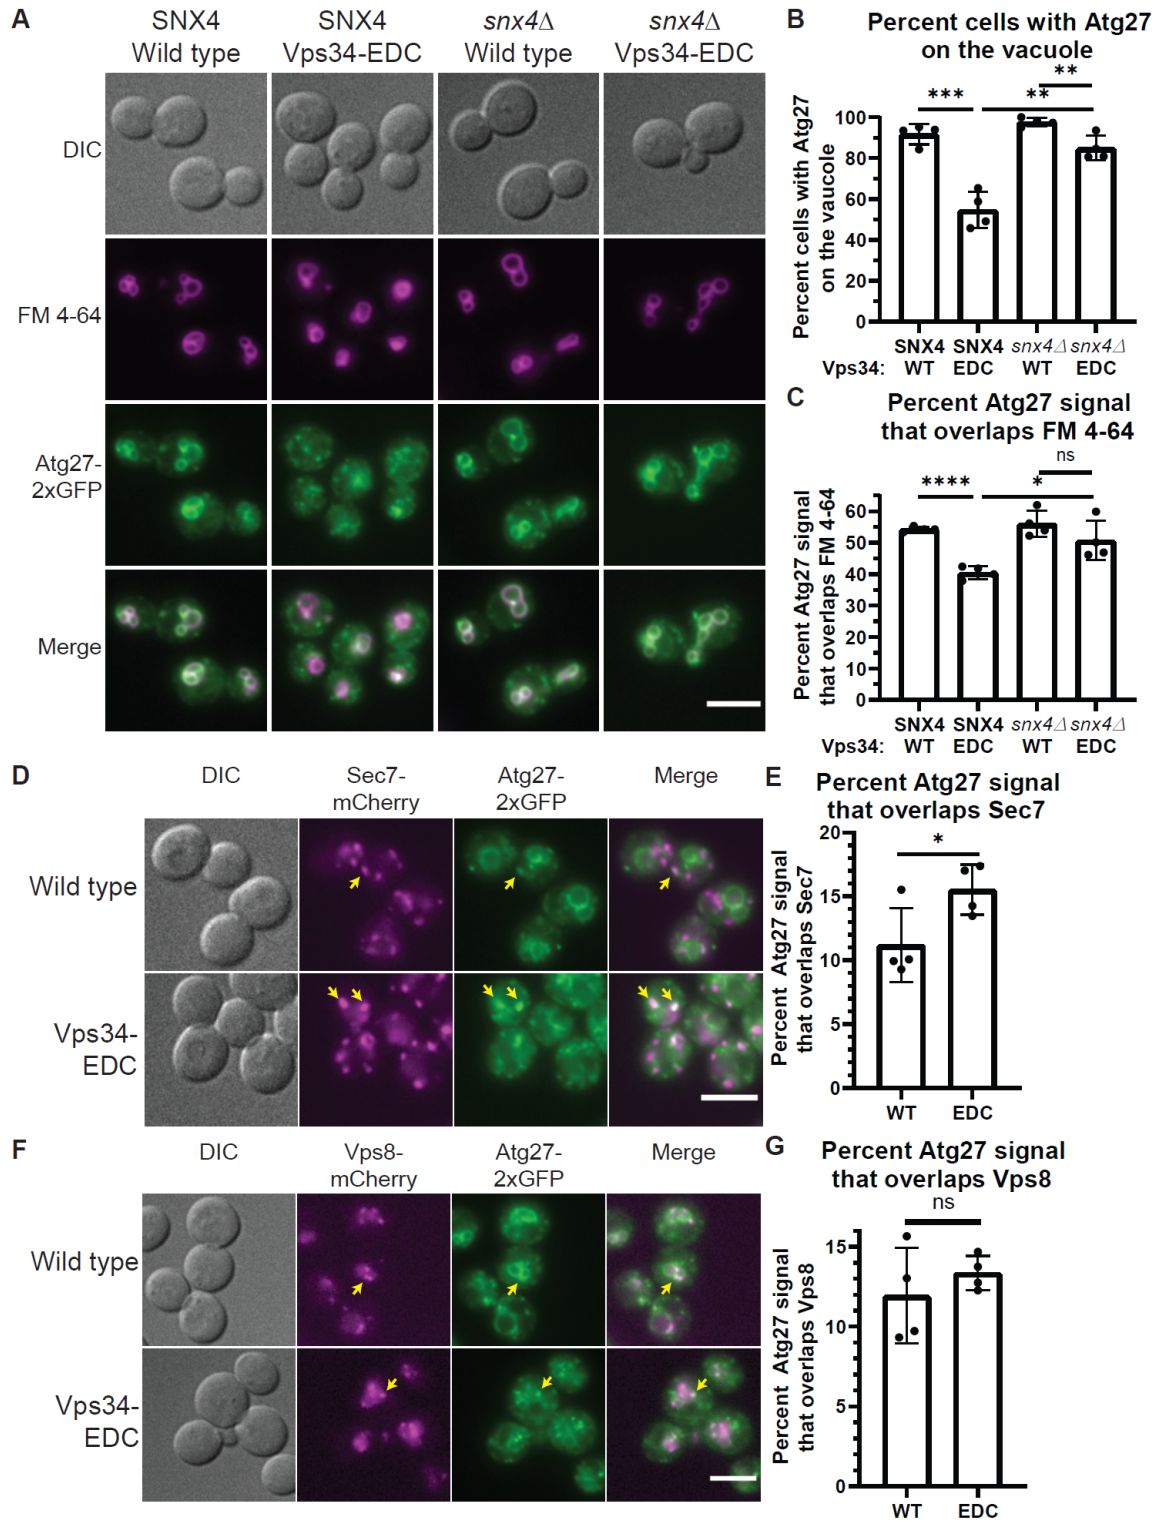 A
SNX4
Wild type
SNX4
Vps34-EDC
snx4Δ
Wild type
snx4Δ
Vps34-EDC
DIC
FM 4-64
Atg27-
2xGFP
Merge
B
Percent cells with Atg27
on the vacuole
***
**
**
Percent cells with Atg27
on the vaucole
100
80
60
40
20
0
SNX4 SNX4 snx4Δ snx4Δ
Vps34: WT EDC WT EDC
C
Percent Atg27 signal
that overlaps FM 4-64
ns
****
*
Percent Atg27 signal
that overlaps FM 4-64
60
50
40
30
20
10
0
SNX4 SNX4 snx4Δ snx4Δ
Vps34: WT EDC WT EDC
D
DIC
Sec7-
mCherry
Atg27-
2xGFP
Merge
Wild type
Vps34-
EDC
E
Percent Atg27 signal
that overlaps Sec7
*
Percent Atg27 signal
that overlaps Sec7
20
15
10
5
0
WT EDC
F
DIC
Vps8-
mCherry
Atg27-
2xGFP
Merge
Wild type
Vps34-
EDC
G
Percent Atg27 signal
that overlaps Vps8
ns
Percent Atg27 signal
that overlaps Vps8
15
10
5
0
WT EDC